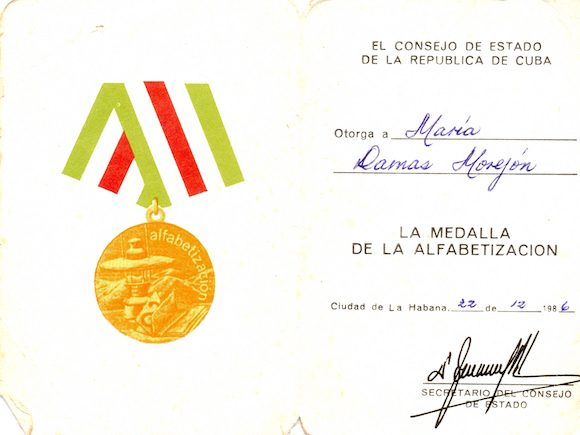 alfabetización
EL CONSEJO DE ESTADO
DE LA REPUBLICA DE CUBA
Otorga a María
Damas Morejón
LA MEDALLA
DE LA ALFABETIZACION
Ciudad de La Habana, 22 de 12 1986
SECRETARIO DEL CONSEJO
DE ESTADO